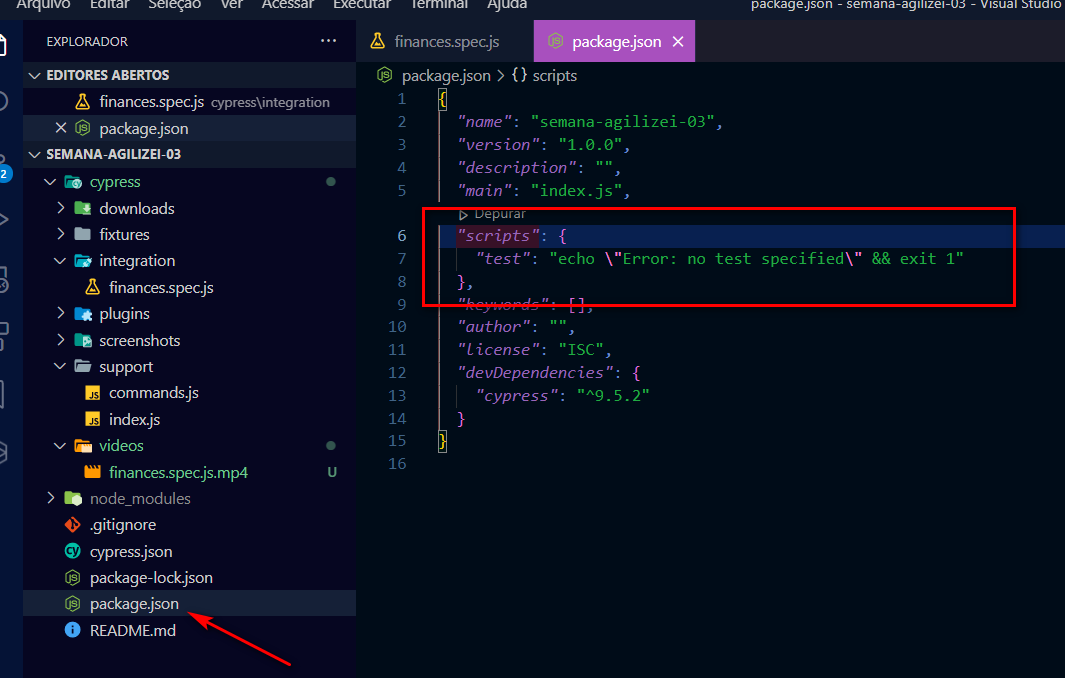 Arquivo Editar Seleção Ver Acessar Executar Terminal Ajuda package.json - semana-agilizei-03 - Visual Studio
EXPLORADOR ...
EDITORES ABERTOS
finances.spec.js cypress\integration
package.json
SEMANA-AGILIZEI-03
cypress
downloads
fixtures
integration
finances.spec.js
plugins
screenshots
support
commands.js
index.js
videos
finances.spec.js.mp4 U
node_modules
.gitignore
cypress.json
package-lock.json
package.json
README.md
2
finances.spec.js package.json
package.json > {} scripts
1 {
2 "name": "semana-agilizei-03",
3 "version": "1.0.0",
4 "description": "",
5 "main": "index.js",
Depurar
6 "scripts": {
7 "test": "echo \"Error: no test specified\" && exit 1"
8 },
9 "keywords": [],
10 "author": "",
11 "license": "ISC",
12 "devDependencies": {
13 "cypress": "^9.5.2"
14 }
15 }
16